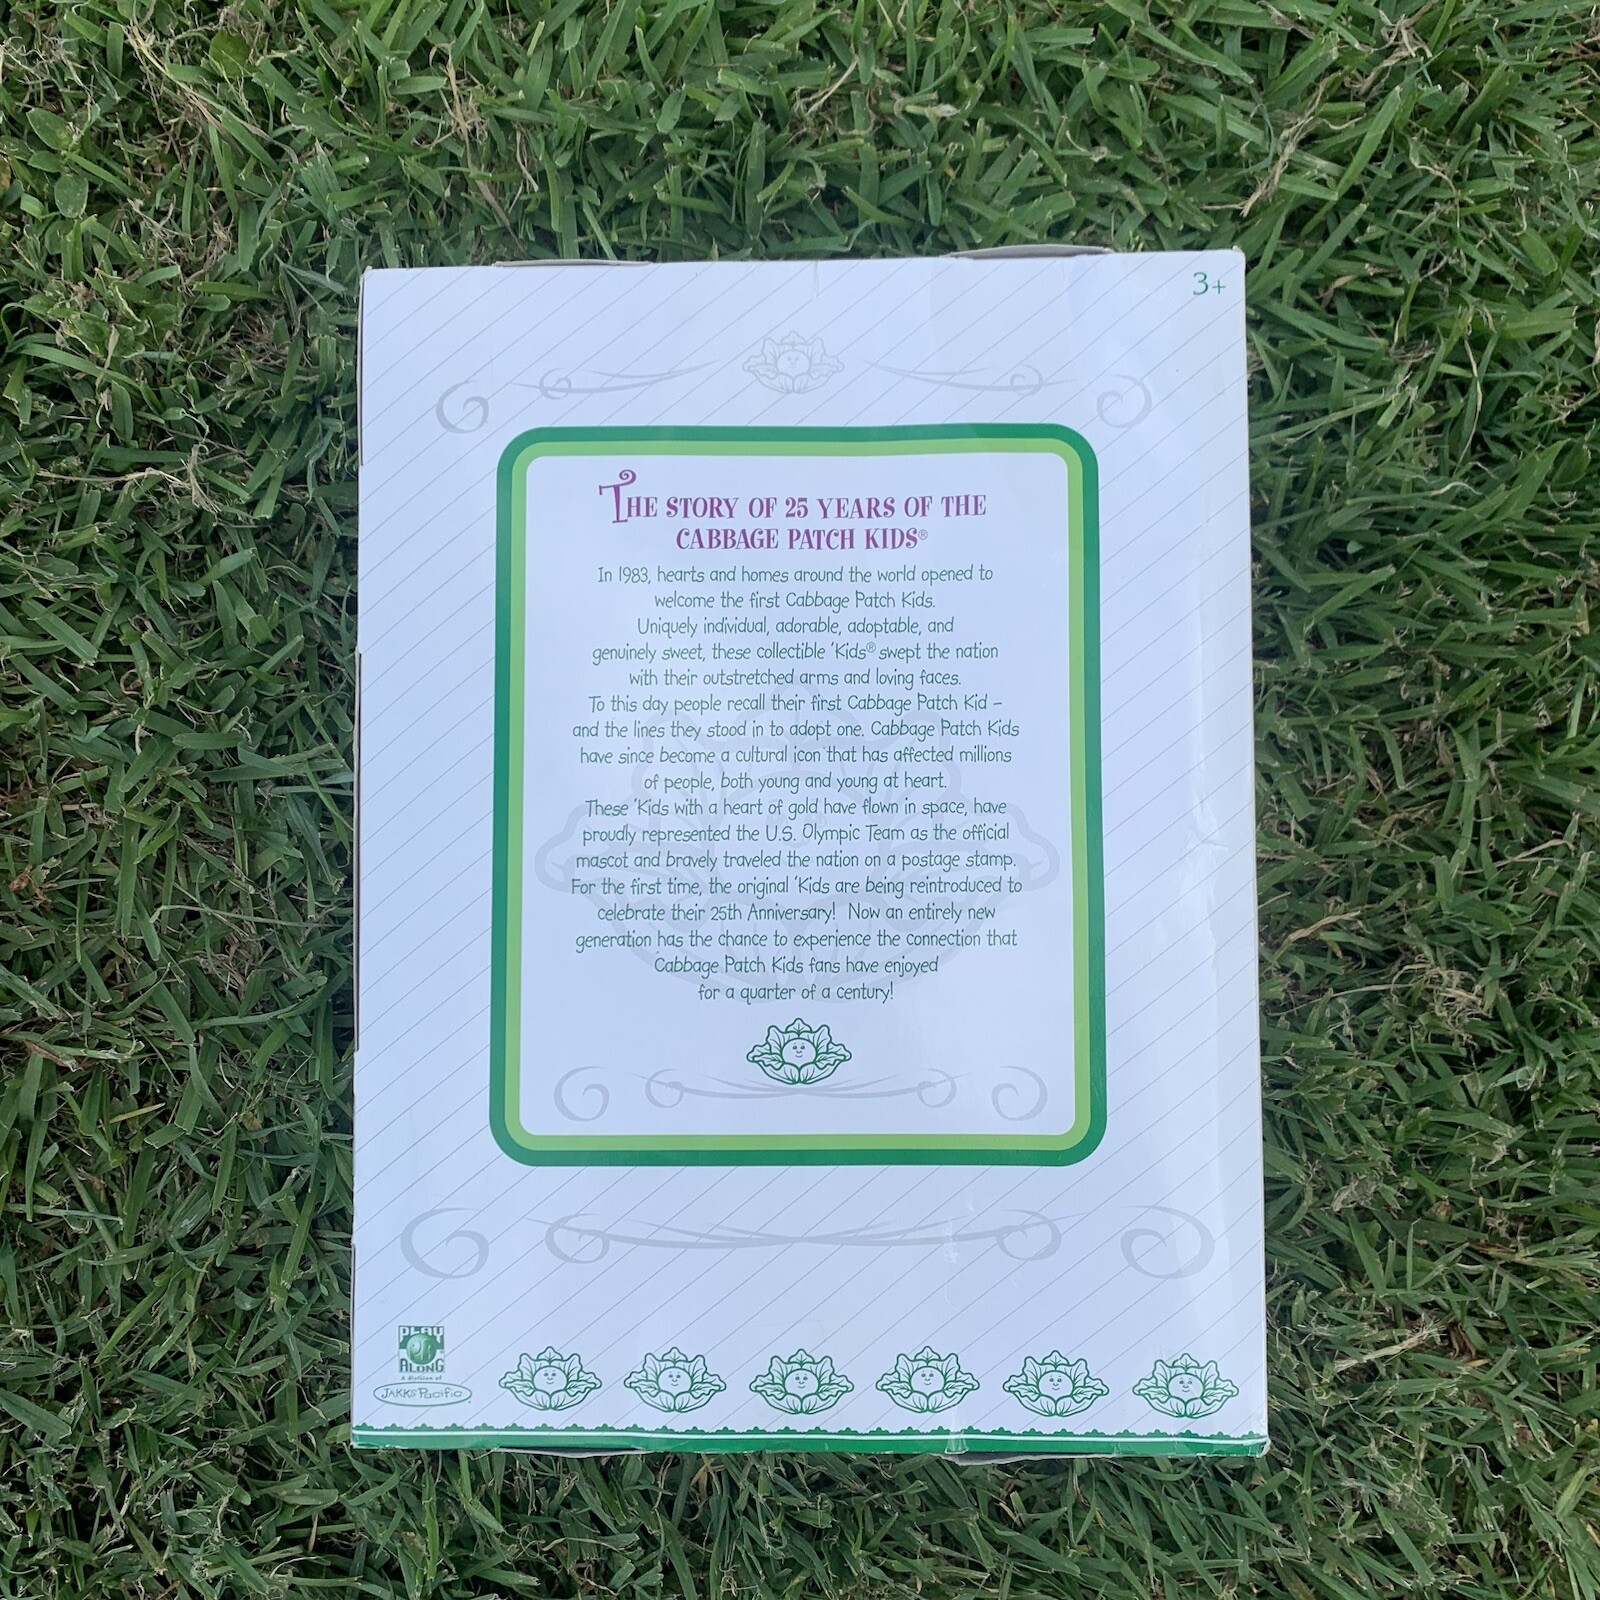 3+
THE STORY OF 25 YEARS OF THE
CABBAGE PATCH KIDS®
In 1983, hearts and homes around the world opened to
welcome the first Cabbage Patch Kids.
Uniquely individual, adorable, adoptable, and
genuinely sweet, these collectible 'Kids® swept the nation
with their outstretched arms and loving faces.
To this day people recall their first Cabbage Patch Kid –
and the lines they stood in to adopt one. Cabbage Patch Kids
have since become a cultural icon that has affected millions
of people, both young and young at heart.
These 'Kids with a heart of gold have flown in space, have
proudly represented the U.S. Olympic Team as the official
mascot and bravely traveled the nation on a postage stamp.
For the first time, the original 'Kids are being reintroduced to
celebrate their 25th Anniversary! Now an entirely new
generation has the chance to experience the connection that
Cabbage Patch Kids fans have enjoyed
for a quarter of a century!
PLAY
ALONG
A division of
JAKKS Pacific